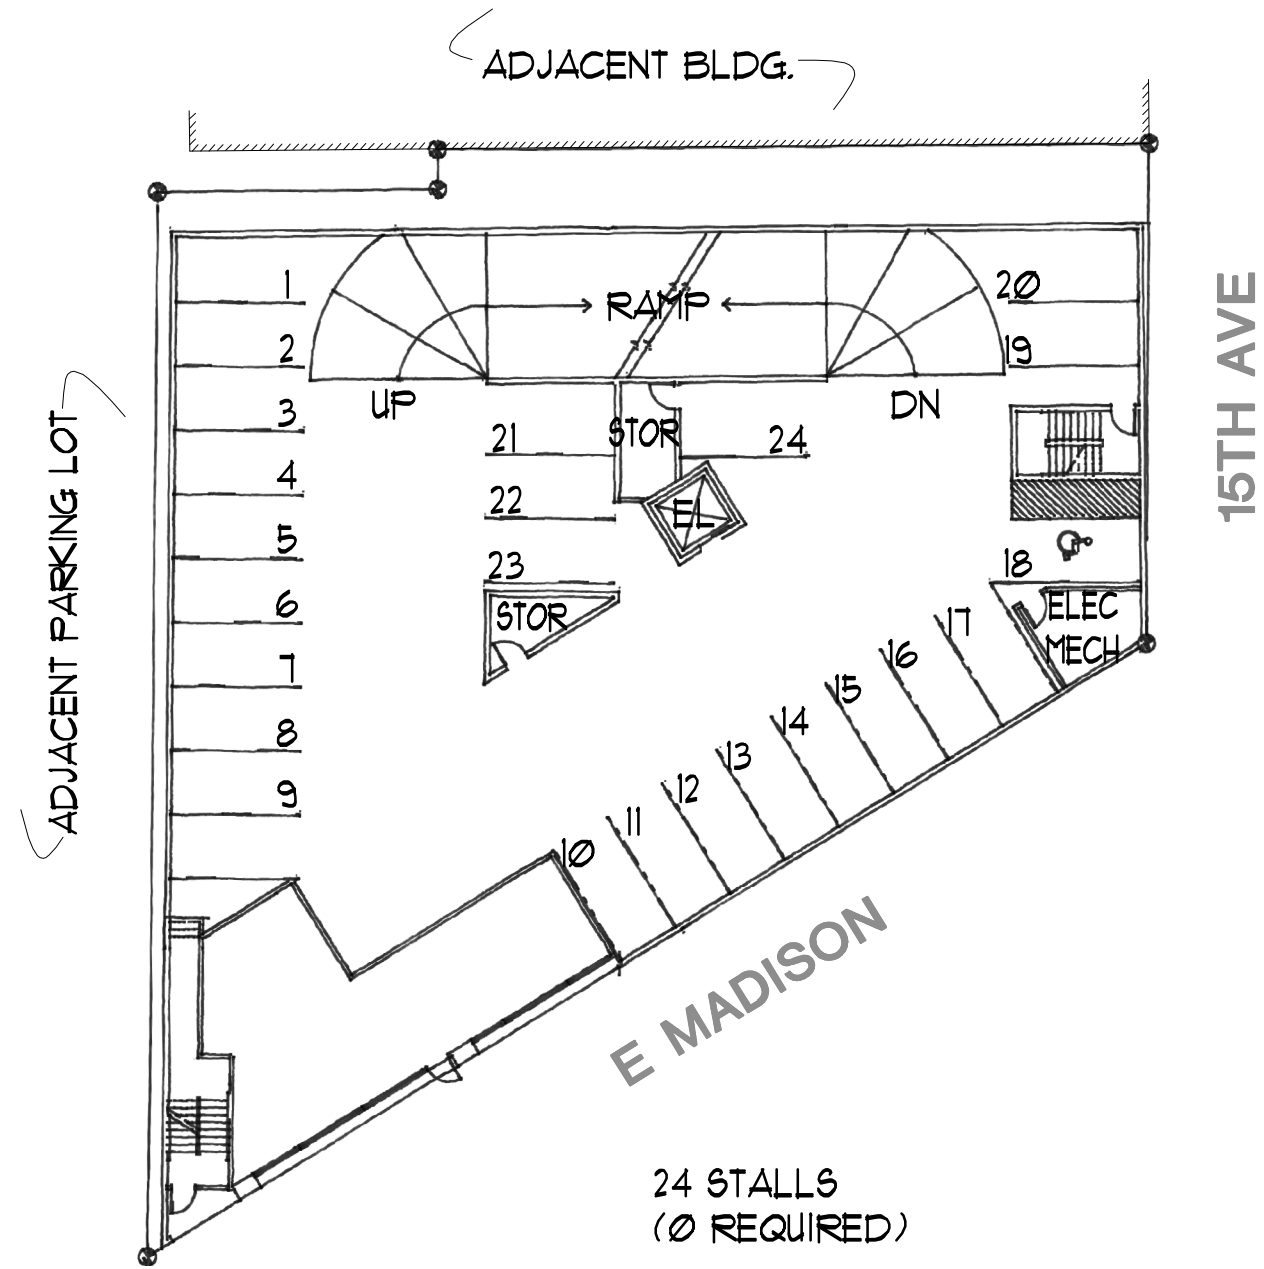 ADJACENT BLDG.
1
20
RAMP
2
19
UP
DN
3
21
STOR
24
4
22
EL
5
23
18
6
STOR
ELEC
MECH
17
7
16
15
8
14
13
9
12
11
10
ADJACENT PARKING LOT
15TH AVE
E MADISON
24 STALLS
(0 REQUIRED)